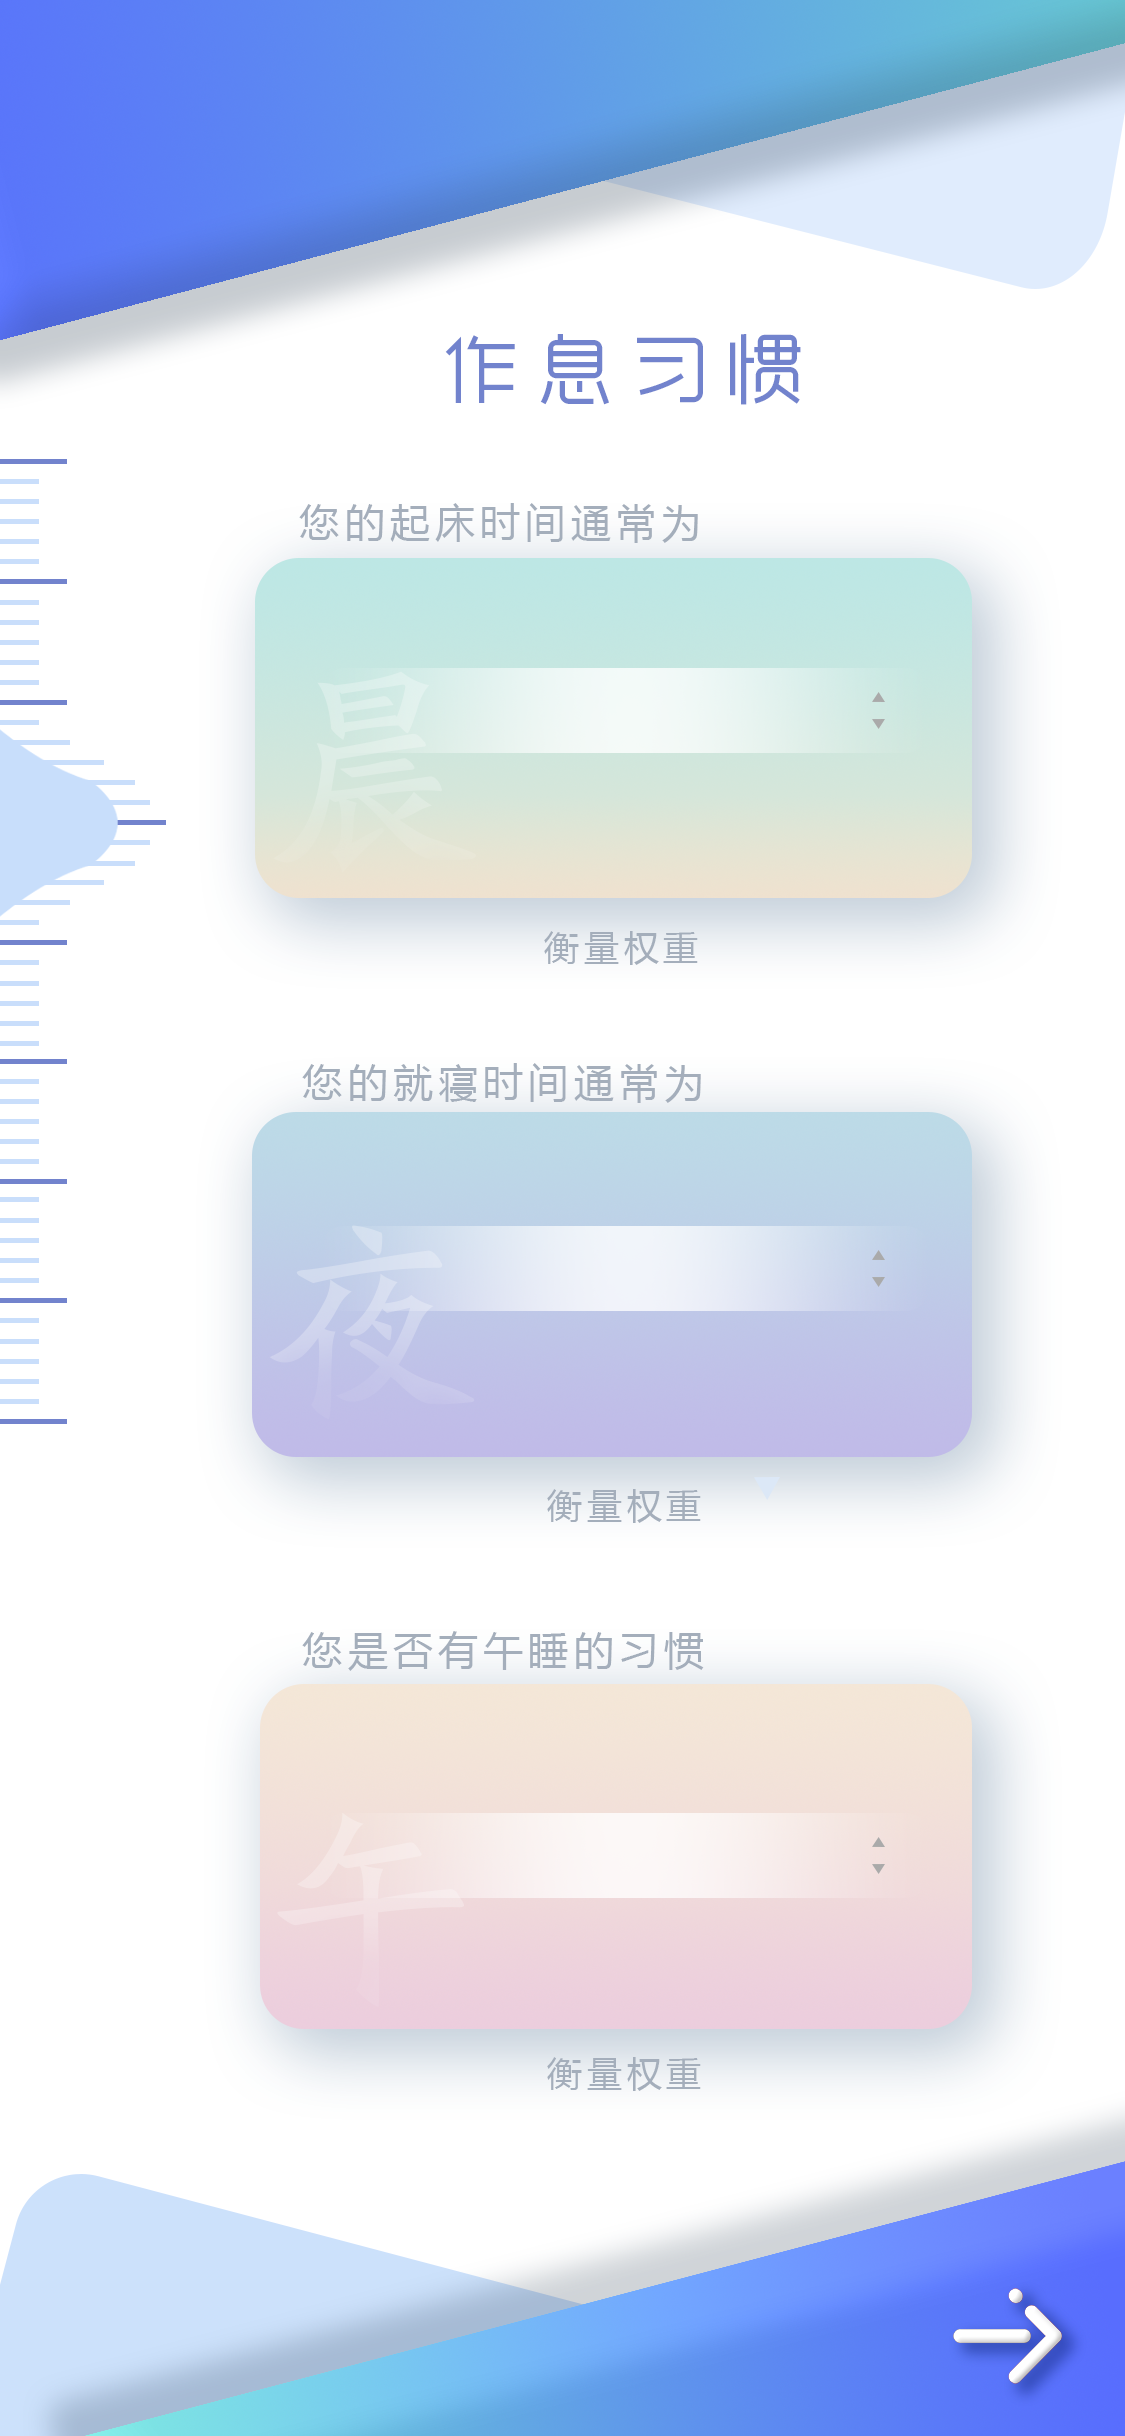 作息习惯
您的起床时间通常为
晨
衡量权重
您的就寝时间通常为
夜
衡量权重
您是否有午睡的习惯
午
衡量权重